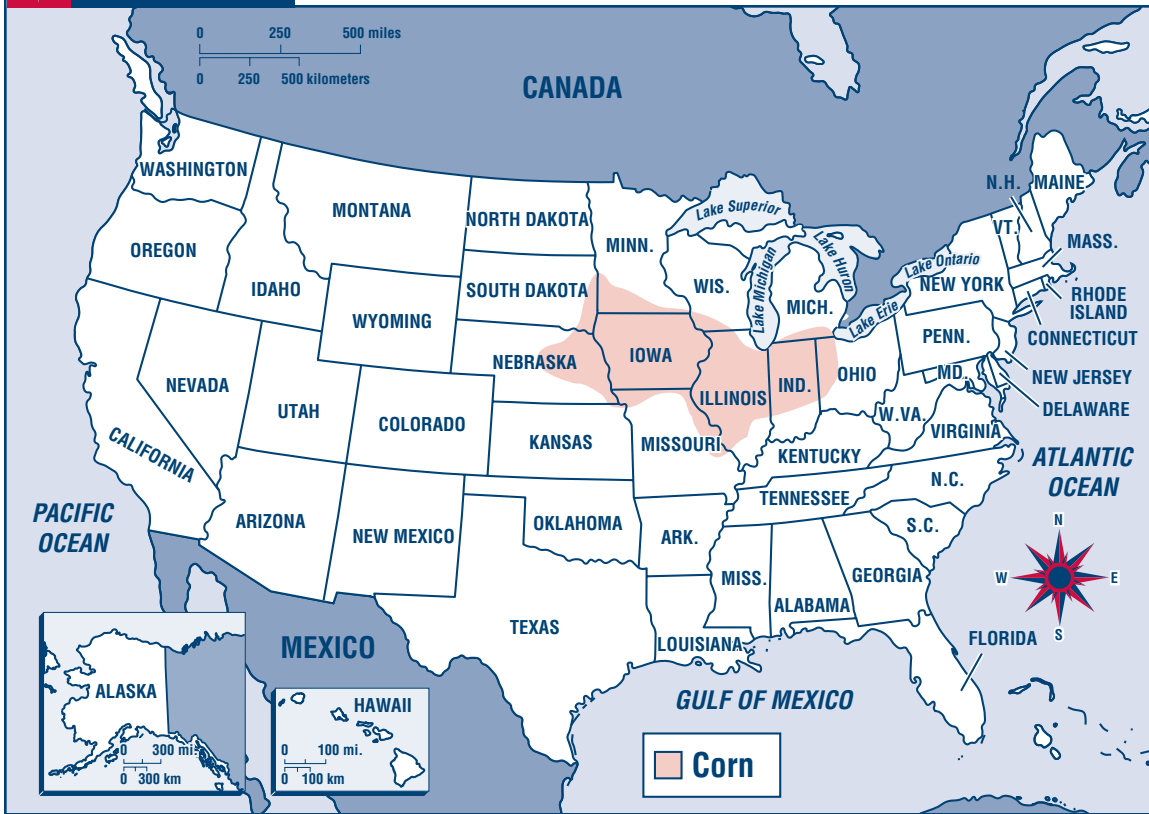 0 250 500 miles
0 250 500 kilometers
CANADA
WASHINGTON
MONTANA
NORTH DAKOTA
MINN.
Lake Superior
N.H.
MAINE
VT.
MASS.
OREGON
IDAHO
SOUTH DAKOTA
WIS.
Lake Michigan
Lake Huron
MICH.
Lake Ontario
NEW YORK
RHODE
ISLAND
CONNECTICUT
WYOMING
NEBRASKA
IOWA
Lake Erie
PENN.
NEW JERSEY
NEVADA
UTAH
COLORADO
ILLINOIS
IND.
OHIO
MD.
DELAWARE
W.VA.
VIRGINIA
CALIFORNIA
KANSAS
MISSOURI
KENTUCKY
ATLANTIC
OCEAN
N.C.
TENNESSEE
PACIFIC
OCEAN
ARIZONA
NEW MEXICO
OKLAHOMA
ARK.
S.C.
MISS.
ALABAMA
GEORGIA
N
W E
S
TEXAS
LOUISIANA
FLORIDA
MEXICO
GULF OF MEXICO
ALASKA
0 300 mi.
0 300 km
HAWAII
0 100 mi.
0 100 km
Corn